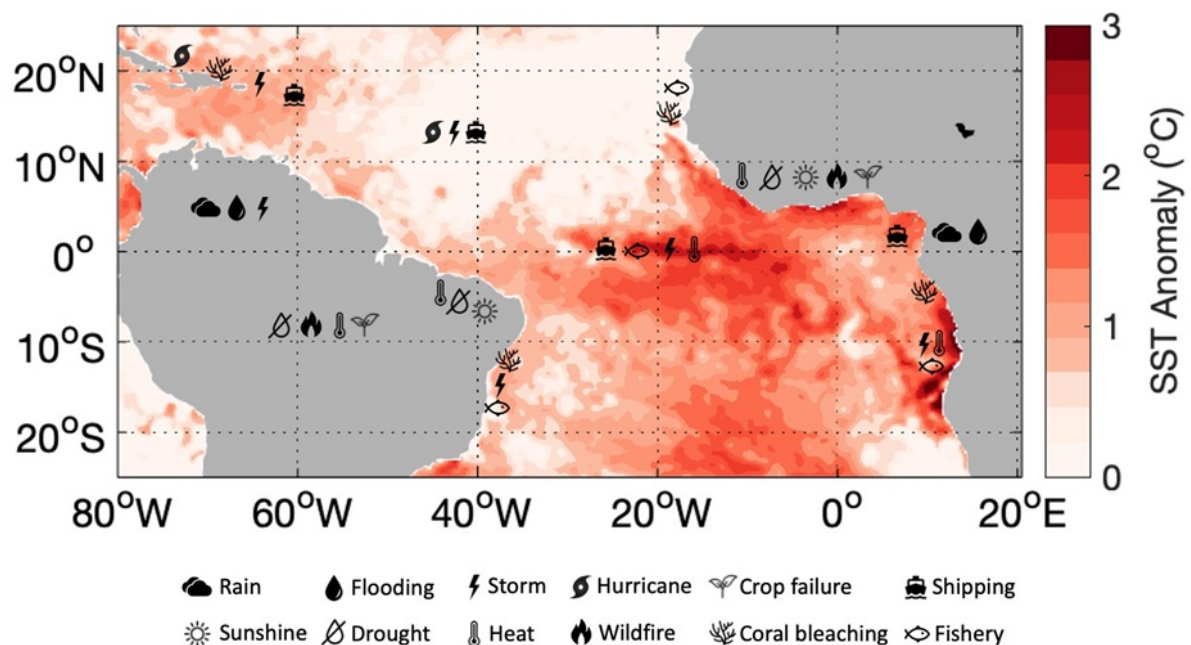 3
20°N
10°N
2
0°
1
10°S
20°S
0
SST Anomaly (°C)
80°W 60°W 40°W 20°W 0° 20°E
Rain Flooding Storm Hurricane Crop failure Shipping
Sunshine Drought Heat Wildfire Coral bleaching Fishery